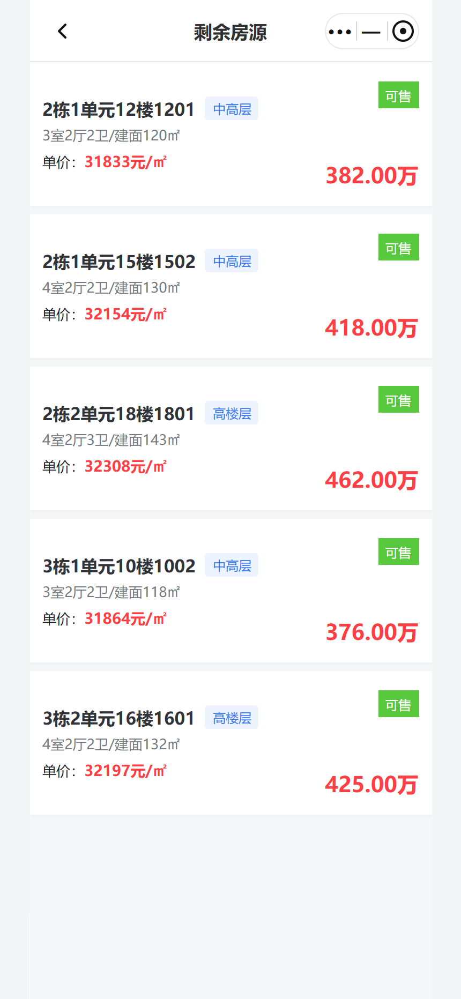 剩余房源
可售
2栋1单元12楼1201 中高层
3室2厅2卫/建面120㎡
单价：31833元/㎡
382.00万
可售
2栋1单元15楼1502 中高层
4室2厅2卫/建面130㎡
单价：32154元/㎡
418.00万
可售
2栋2单元18楼1801 高楼层
4室2厅3卫/建面143㎡
单价：32308元/㎡
462.00万
可售
3栋1单元10楼1002 中高层
3室2厅2卫/建面118㎡
单价：31864元/㎡
376.00万
可售
3栋2单元16楼1601 高楼层
4室2厅2卫/建面132㎡
单价：32197元/㎡
425.00万